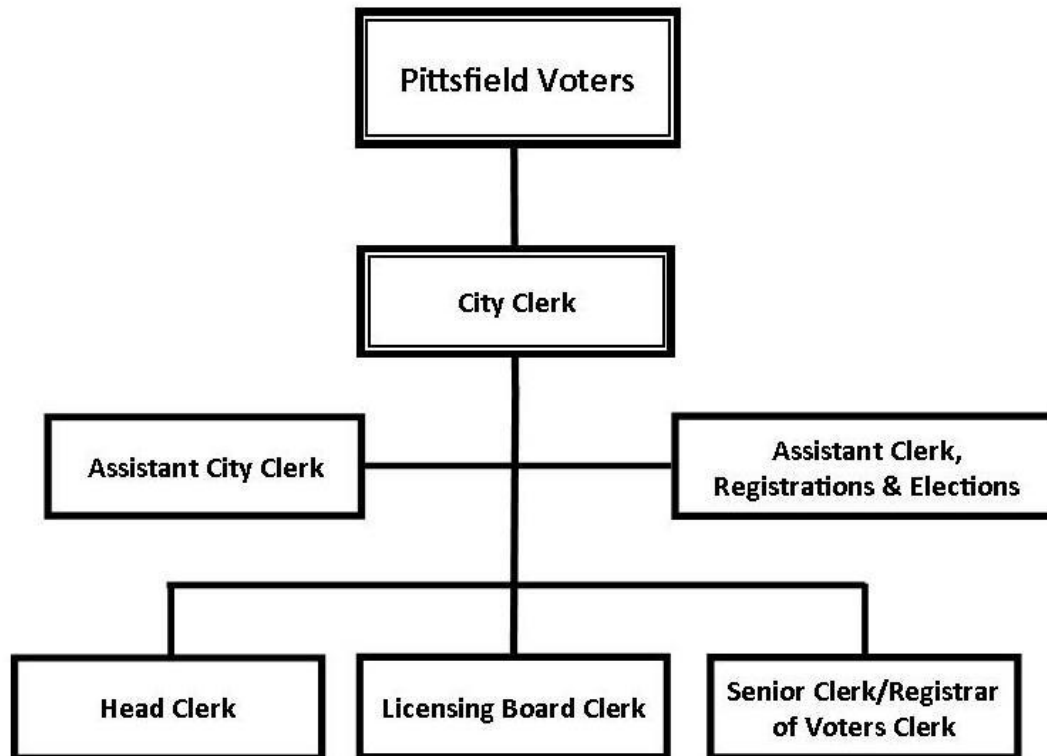 Pittsfield Voters
City Clerk
Assistant City Clerk
Assistant Clerk,
Registrations & Elections
Head Clerk
Licensing Board Clerk
Senior Clerk/Registrar
of Voters Clerk